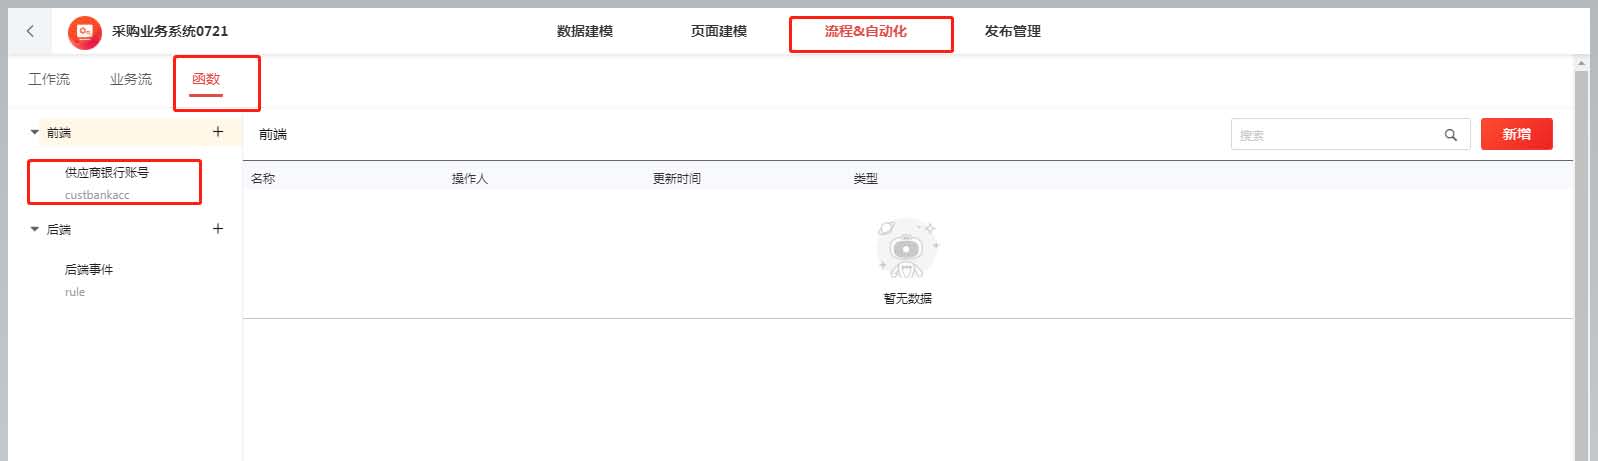 采购业务系统0721
数据建模
页面建模
流程&自动化
发布管理
工作流
业务流
函数
前端
+
前端
搜索
新增
供应商银行账号
custbankacc
名称
操作人
更新时间
类型
后端
+
后端事件
rule
暂无数据